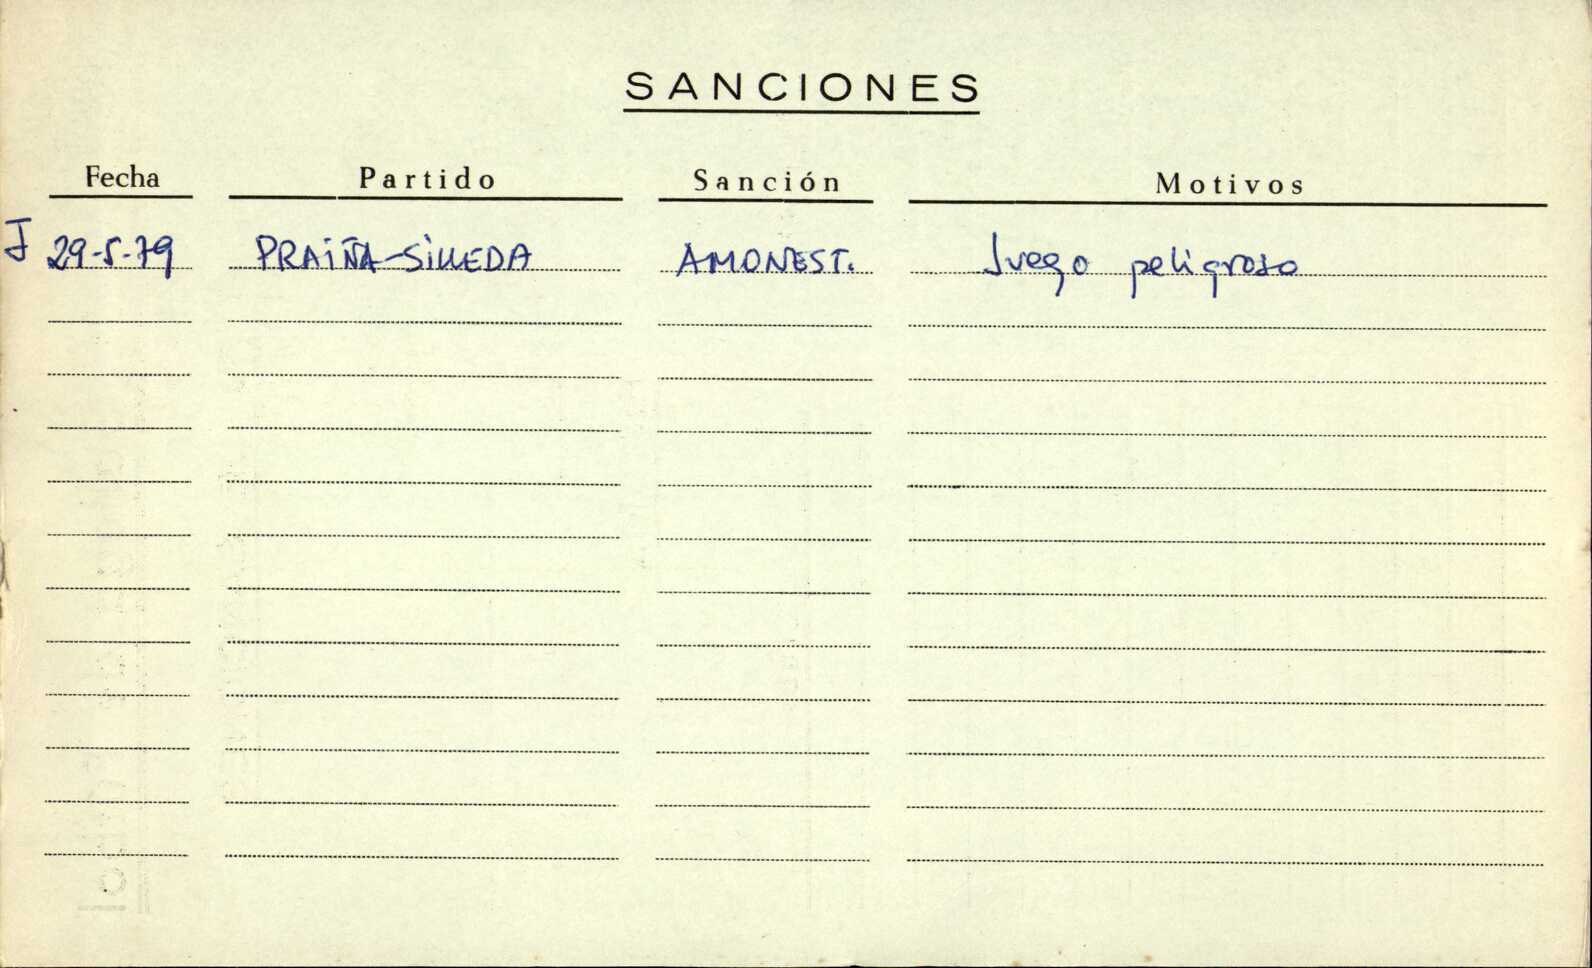 SANCIONES
Fecha Partido Sanción Motivos
J 29-5-79 PRAIÑA-SILLEDA AMONEST. Juego peligroso